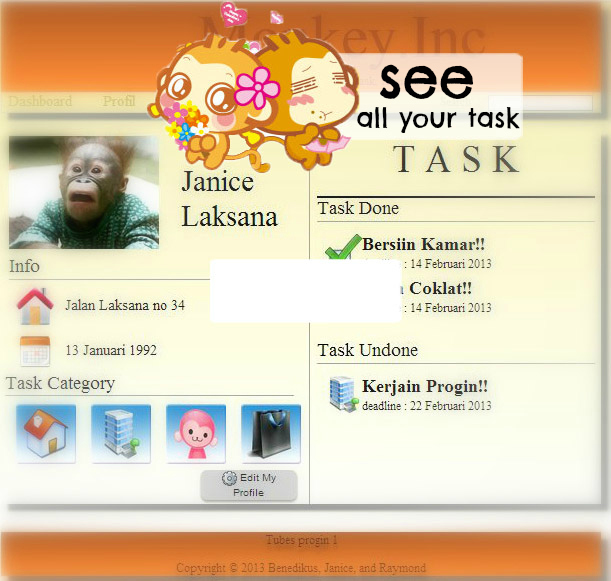 Monkey Inc
Dashboard
Profil
see
all your task
TASK
Janice
Laksana
Task Done
Bersiin Kamar!!
deadline : 14 Februari 2013
Coklat!!
: 14 Februari 2013
Info
Jalan Laksana no 34
13 Januari 1992
Task Undone
Kerjain Progin!!
deadline : 22 Februari 2013
Task Category
Edit My
Profile
Tubes progin 1
Copyright © 2013 Benedikus, Janice, and Raymond